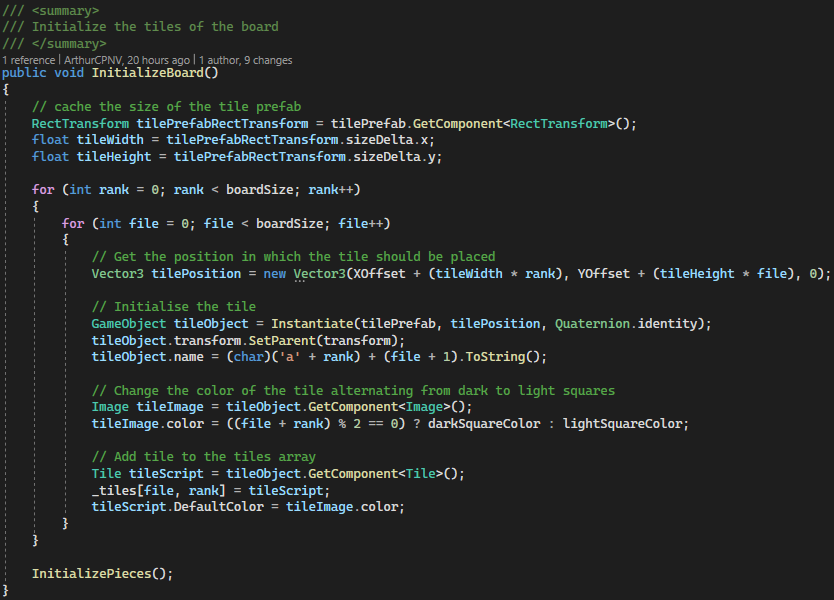 /// <summary>
/// Initialize the tiles of the board
/// </summary>
1 reference | ArthurCPNV, 20 hours ago | 1 author, 9 changes
public void InitializeBoard()
{
    // cache the size of the tile prefab
    RectTransform tilePrefabRectTransform = tilePrefab.GetComponent<RectTransform>();
    float tileWidth = tilePrefabRectTransform.sizeDelta.x;
    float tileHeight = tilePrefabRectTransform.sizeDelta.y;

    for (int rank = 0; rank < boardSize; rank++)
    {
        for (int file = 0; file < boardSize; file++)
        {
            // Get the position in which the tile should be placed
            Vector3 tilePosition = new Vector3(XOffset + (tileWidth * rank), YOffset + (tileHeight * file), 0);

            // Initialise the tile
            GameObject tileObject = Instantiate(tilePrefab, tilePosition, Quaternion.identity);
            tileObject.transform.SetParent(transform);
            tileObject.name = (char)('a' + rank) + (file + 1).ToString();

            // Change the color of the tile alternating from dark to light squares
            Image tileImage = tileObject.GetComponent<Image>();
            tileImage.color = ((file + rank) % 2 == 0) ? darkSquareColor : lightSquareColor;

            // Add tile to the tiles array
            Tile tileScript = tileObject.GetComponent<Tile>();
            _tiles[file, rank] = tileScript;
            tileScript.DefaultColor = tileImage.color;
        }
    }

    InitializePieces();
}